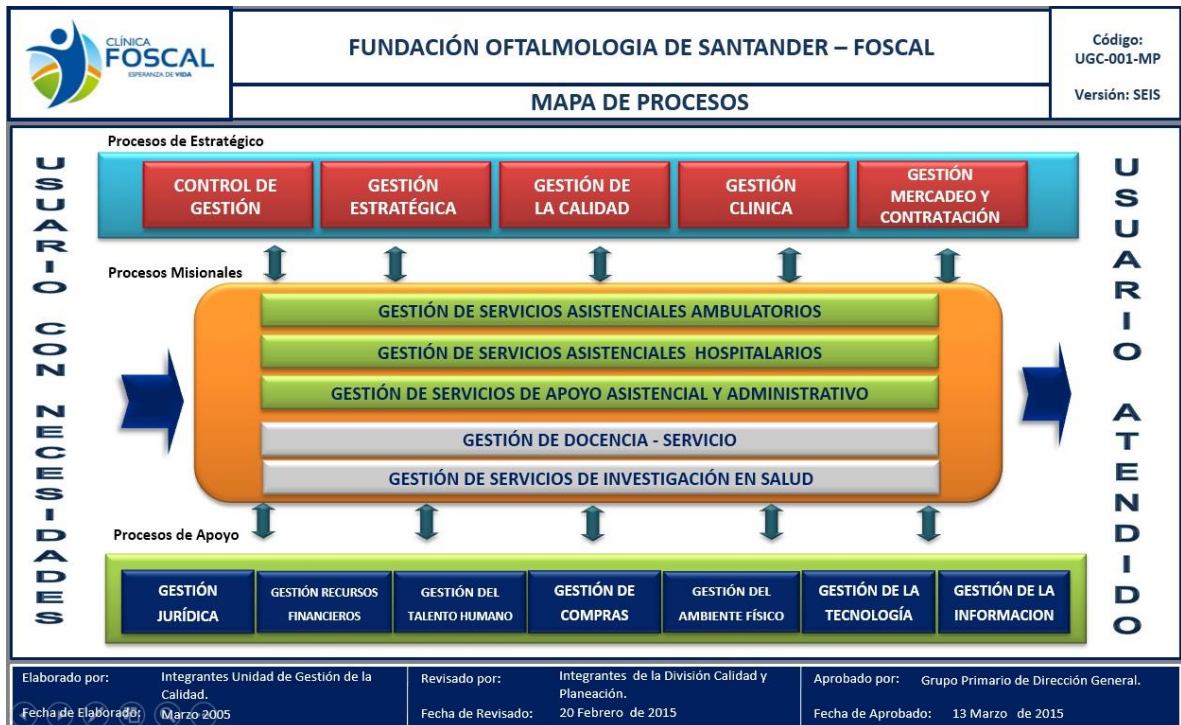 CLÍNICA
FOSCAL
ESPERANZA DE VIDA
FUNDACIÓN OFTALMOLOGIA DE SANTANDER – FOSCAL
MAPA DE PROCESOS
Código:
UGC-001-MP
Versión: SEIS
USUARIO CON NECESIDADES
Procesos de Estratégico
CONTROL DE
GESTIÓN
GESTIÓN
ESTRATÉGICA
GESTIÓN DE
LA CALIDAD
GESTIÓN
CLINICA
GESTIÓN
MERCADEO Y
CONTRATACIÓN
Procesos Misionales
GESTIÓN DE SERVICIOS ASISTENCIALES AMBULATORIOS
GESTIÓN DE SERVICIOS ASISTENCIALES HOSPITALARIOS
GESTIÓN DE SERVICIOS DE APOYO ASISTENCIAL Y ADMINISTRATIVO
GESTIÓN DE DOCENCIA - SERVICIO
GESTIÓN DE SERVICIOS DE INVESTIGACIÓN EN SALUD
Procesos de Apoyo
GESTIÓN
JURÍDICA
GESTIÓN RECURSOS
FINANCIEROS
GESTIÓN DEL
TALENTO HUMANO
GESTIÓN DE
COMPRAS
GESTIÓN DEL
AMBIENTE FÍSICO
GESTIÓN DE LA
TECNOLOGÍA
GESTIÓN DE LA
INFORMACION
USUARIO ATENDIDO
Elaborado por: Integrantes Unidad de Gestión de la
Calidad.
Fecha de Elaborado: Marzo 2005
Revisado por: Integrantes de la División Calidad y
Planeación.
Fecha de Revisado: 20 Febrero de 2015
Aprobado por: Grupo Primario de Dirección General.
Fecha de Aprobado: 13 Marzo de 2015